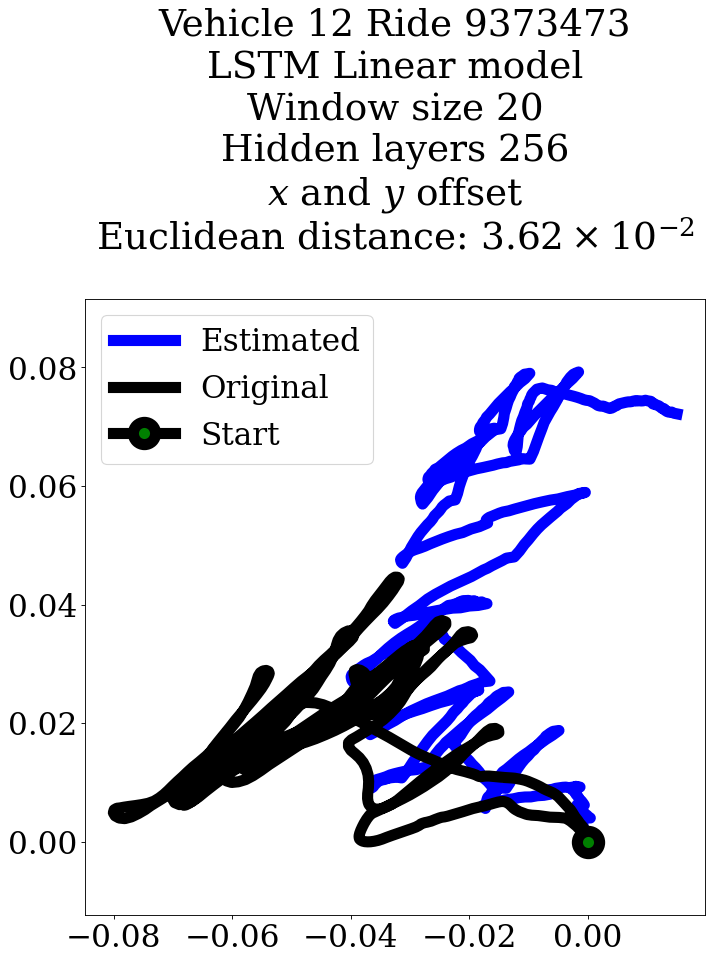 Vehicle 12 Ride 9373473
LSTM Linear model
Window size 20
Hidden layers 256
x and y offset
Euclidean distance: 3.62 × 10⁻²
Estimated
Original
Start
0.08
0.06
0.04
0.02
0.00
−0.08 −0.06 −0.04 −0.02 0.00